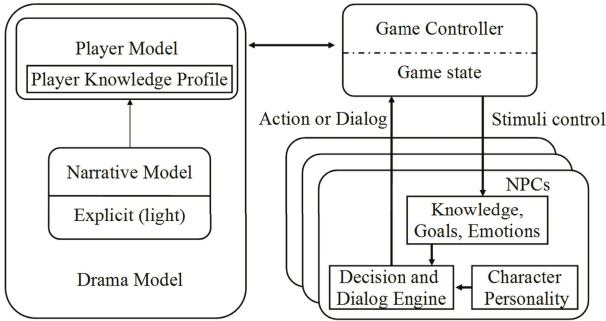 Player Model
Player Knowledge Profile
Narrative Model
Explicit (light)
Drama Model
Game Controller
Game state
Action or Dialog
Stimuli control
NPCs
Knowledge,
Goals, Emotions
Decision and
Dialog Engine
Character
Personality